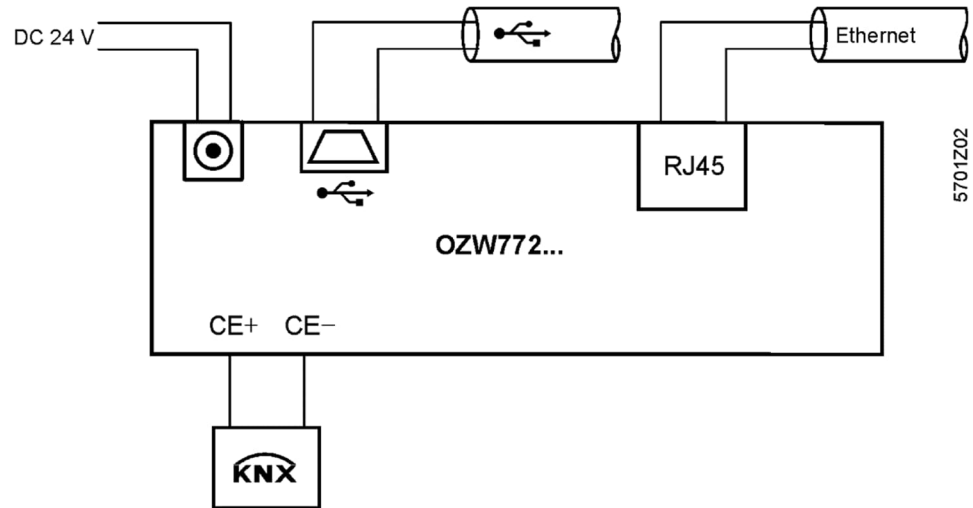 DC 24 V
Ethernet
RJ45
5701Z02
OZW772...
CE+ CE−
KNX